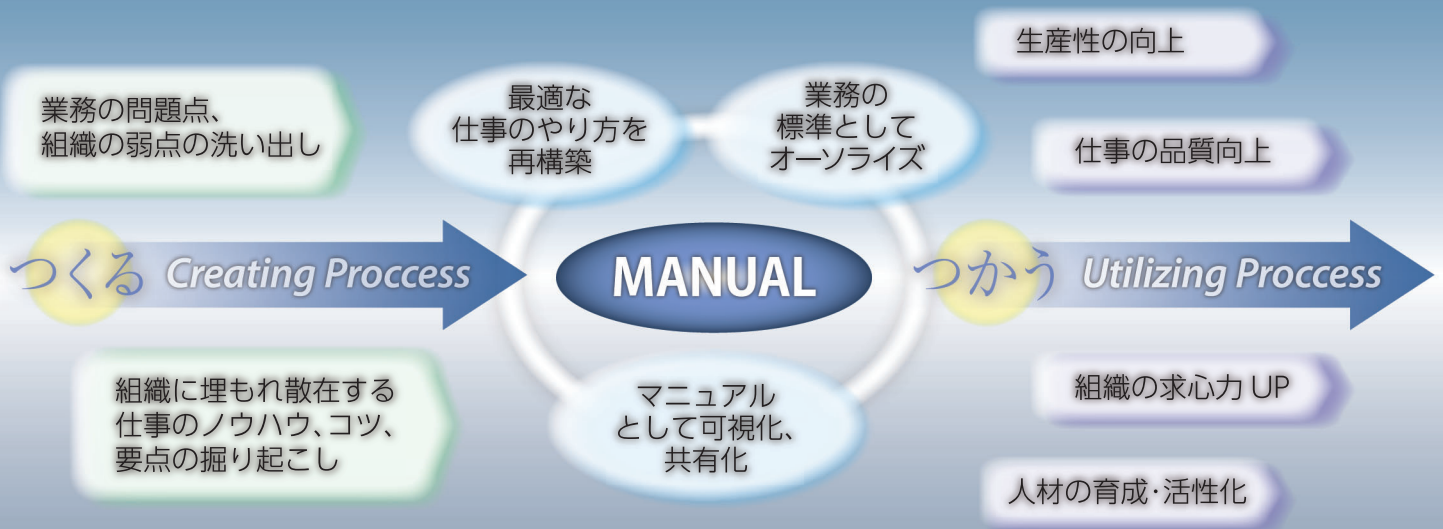 業務の問題点、
組織の弱点の洗い出し
つくる Creating Proccess
組織に埋もれ散在する
仕事のノウハウ、コツ、
要点の掘り起こし
最適な
仕事のやり方を
再構築
業務の
標準として
オーソライズ
MANUAL
マニュアル
として可視化、
共有化
生産性の向上
仕事の品質向上
つかう Utilizing Proccess
組織の求心力 UP
人材の育成・活性化